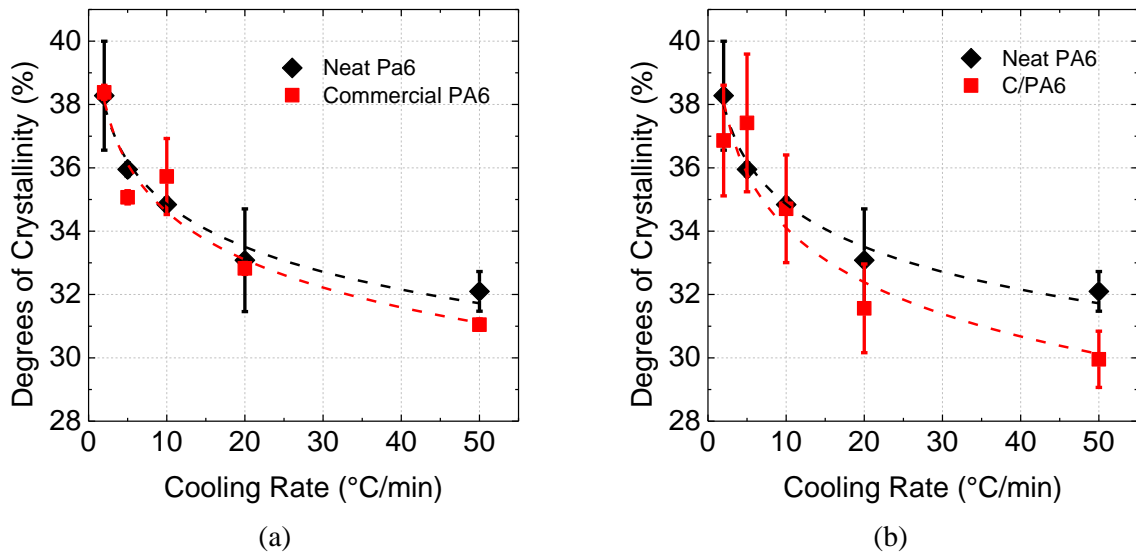 40
38
36
34
32
30
28
0 10 20 30 40 50
Degrees of Crystallinity (%)
Cooling Rate (°C/min)
Neat Pa6
Commercial PA6
(a)
40
38
36
34
32
30
28
0 10 20 30 40 50
Degrees of Crystallinity (%)
Cooling Rate (°C/min)
Neat PA6
C/PA6
(b)